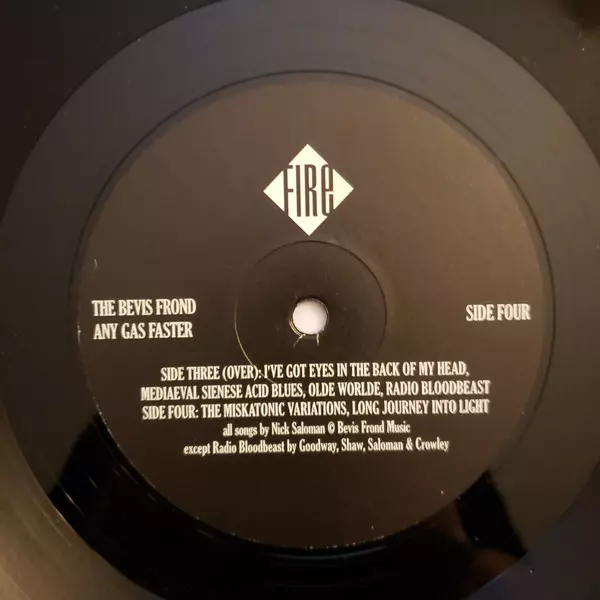 FIRe
THE BEVIS FROND
ANY GAS FASTER
SIDE FOUR
SIDE THREE (OVER): I'VE GOT EYES IN THE BACK OF MY HEAD,
MEDIAEVAL SIENESE ACID BLUES, OLDE WORLDE, RADIO BLOODBEAST
SIDE FOUR: THE MISKATONIC VARIATIONS, LONG JOURNEY INTO LIGHT
all songs by Nick Saloman © Bevis Frond Music
except Radio Bloodbeast by Goodway, Shaw, Saloman & Crowley